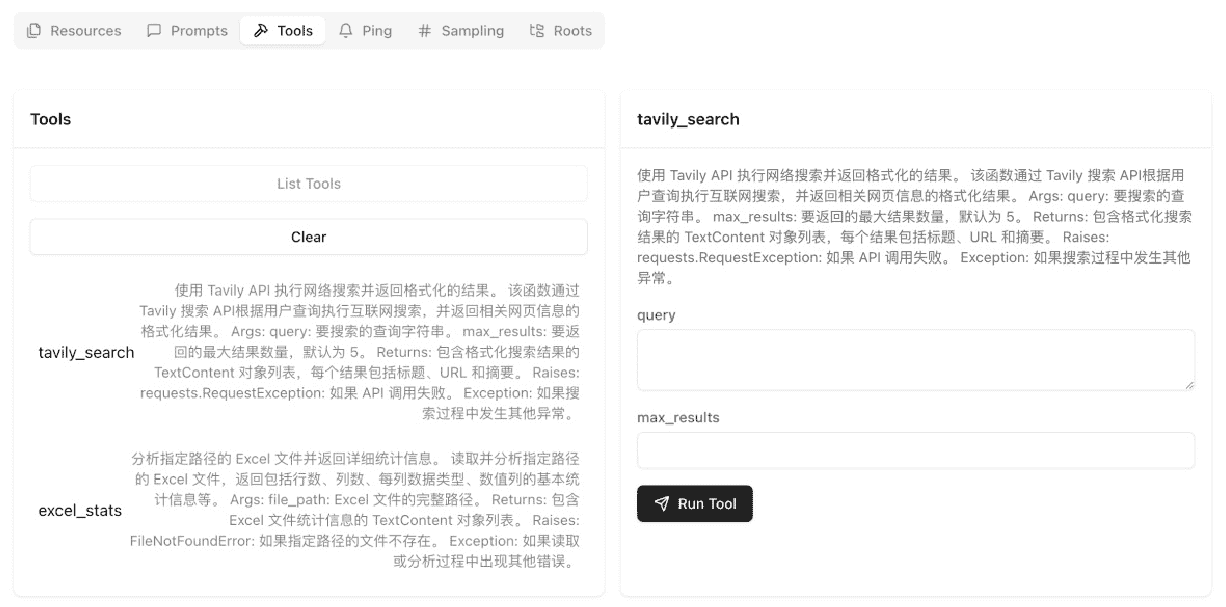 Resources
Prompts
Tools
Ping
Sampling
Roots
Tools
List Tools
Clear
tavily_search
使用 Tavily API 执行网络搜索并返回格式化的结果。 该函数通过
Tavily 搜索 API根据用户查询执行互联网搜索，并返回相关网页信息的
格式化结果。 Args: query: 要搜索的查询字符串。 max_results: 要返
回的最大结果数量，默认为 5。 Returns: 包含格式化搜索结果的
TextContent 对象列表，每个结果包括标题、URL 和摘要。 Raises:
requests.RequestException: 如果 API 调用失败。 Exception: 如果搜
索过程中发生其他异常。
excel_stats
分析指定路径的 Excel 文件并返回详细统计信息。 读取并分析指定路径
的 Excel 文件，返回包括行数、列数、每列数据类型、数值列的基本统
计信息等。 Args: file_path: Excel 文件的完整路径。 Returns: 包含
Excel 文件统计信息的 TextContent 对象列表。 Raises:
FileNotFoundError: 如果指定路径的文件不存在。 Exception: 如果读取
或分析过程中出现其他错误。
tavily_search
使用 Tavily API 执行网络搜索并返回格式化的结果。 该函数通过 Tavily 搜索 API根据用
户查询执行互联网搜索，并返回相关网页信息的格式化结果。 Args: query: 要搜索的查
询字符串。 max_results: 要返回的最大结果数量，默认为 5。 Returns: 包含格式化搜索
结果的 TextContent 对象列表，每个结果包括标题、URL 和摘要。 Raises:
requests.RequestException: 如果 API 调用失败。 Exception: 如果搜索过程中发生其他
异常。
query
max_results
Run Tool